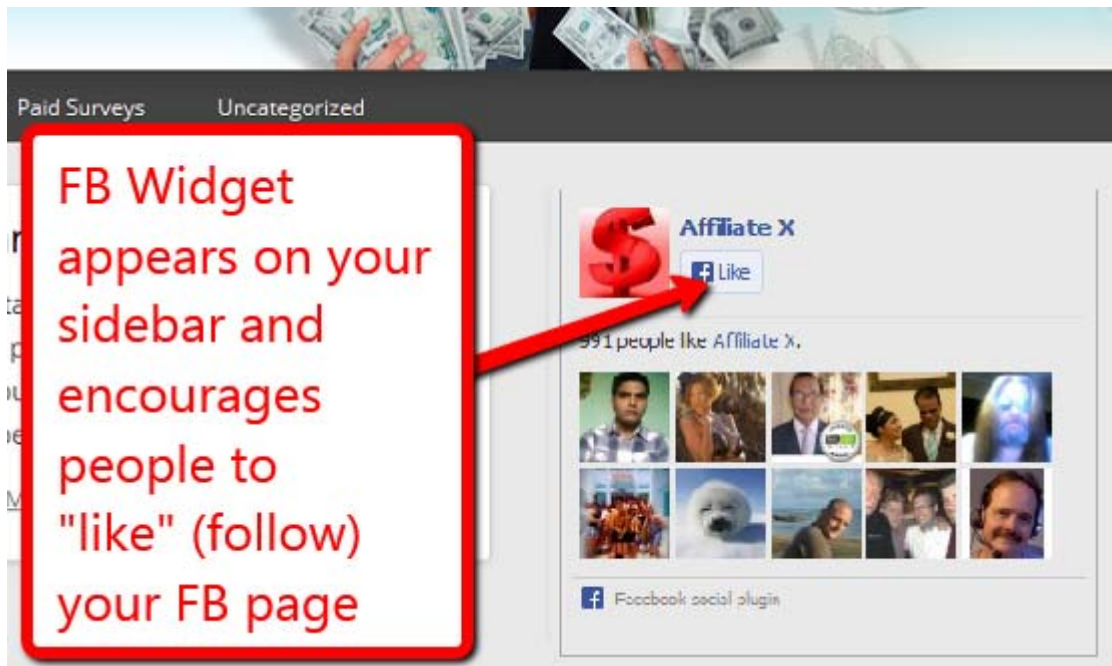 Paid Surveys Uncategorized
FB Widget
appears on your
sidebar and
encourages
people to
"like" (follow)
your FB page
Affiliate X
Like
991 people like Affiliate X.
Facebook social plugin